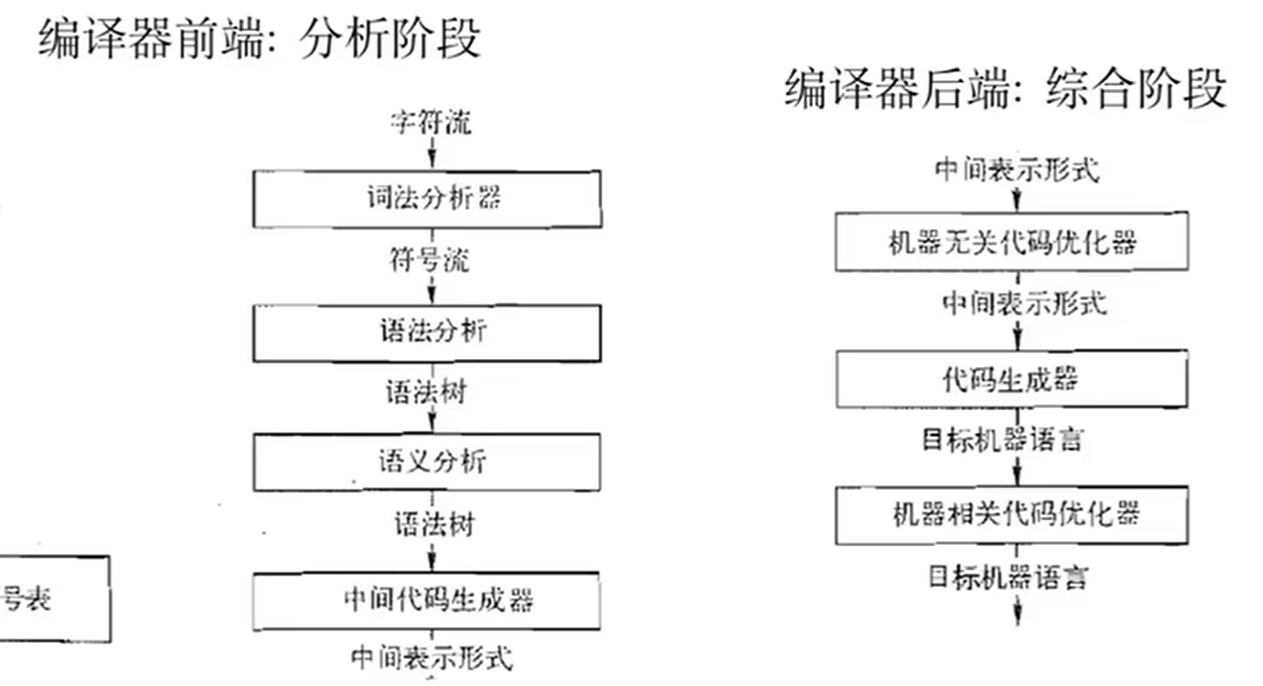 编译器前端: 分析阶段
字符流
词法分析器
符号流
语法分析
语法树
语义分析
语法树
中间代码生成器
中间表示形式
号表
编译器后端: 综合阶段
中间表示形式
机器无关代码优化器
中间表示形式
代码生成器
目标机器语言
机器相关代码优化器
目标机器语言